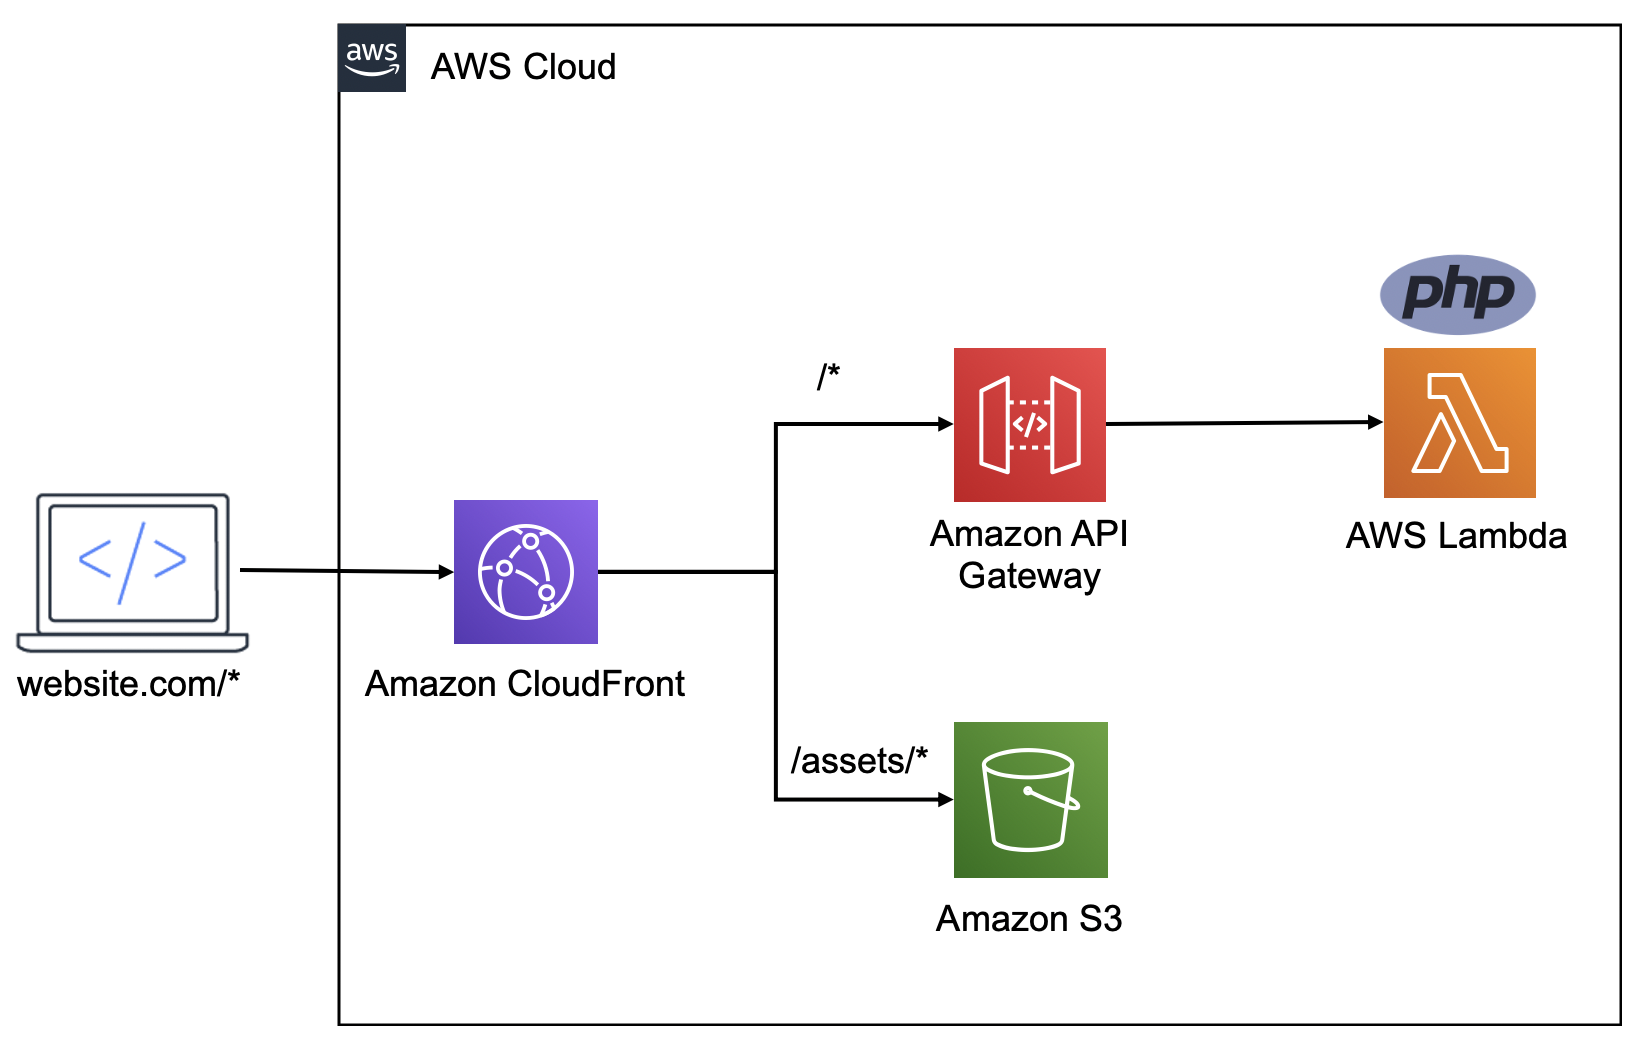 aws
AWS Cloud
php
/*
</>
Amazon API
Gateway
AWS Lambda
</>
website.com/*
Amazon CloudFront
/assets/*
Amazon S3